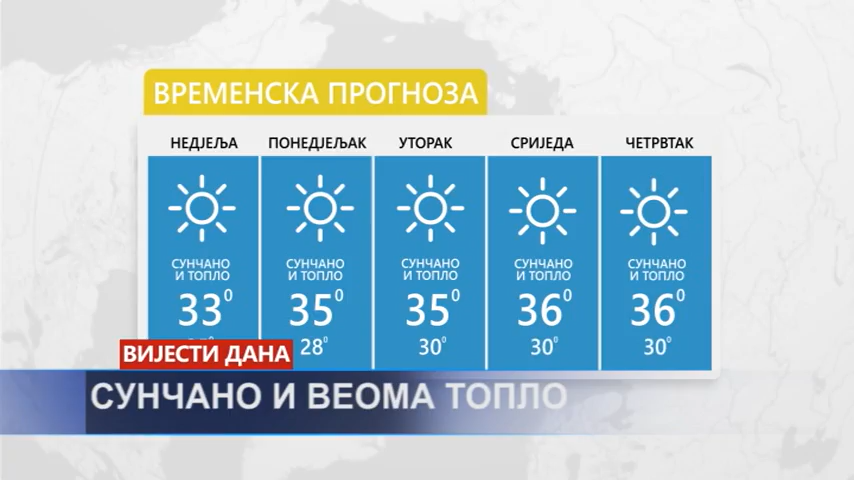 ВРЕМЕНСКА ПРОГНОЗА
НЕДЈЕЉА ПОНЕДЈЕЉАК УТОРАК СРИЈЕДА ЧЕТРВТАК
СУНЧАНО СУНЧАНО СУНЧАНО СУНЧАНО СУНЧАНО
И ТОПЛО И ТОПЛО И ТОПЛО И ТОПЛО И ТОПЛО
33⁰ 35⁰ 35⁰ 36⁰ 36⁰
28⁰ 30⁰ 30⁰ 30⁰
ВИЈЕСТИ ДАНА
СУНЧАНО И ВЕОМА ТОПЛО